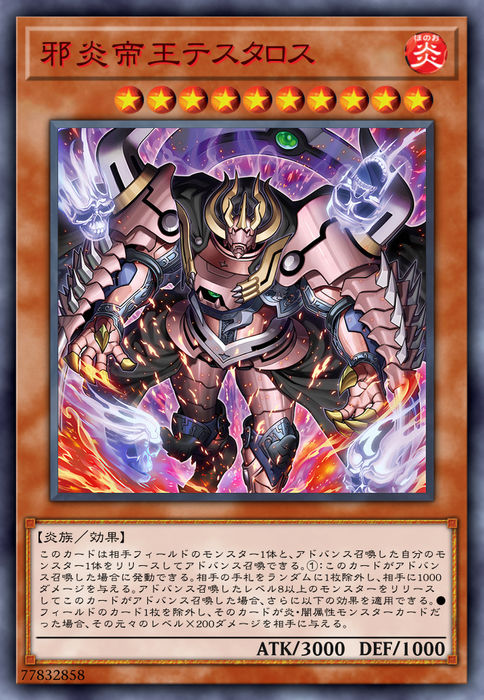 邪炎帝王テスタロス
ほのお
炎
【炎族／効果】
このカードは相手フィールドのモンスター1体と、アドバンス召喚した自分のモ
ンスター1体をリリースしてアドバンス召喚できる。①：このカードがアドバン
ス召喚した場合に発動できる。相手の手札をランダムに1枚除外し、相手に1000
ダメージを与える。アドバンス召喚したレベル8以上のモンスターをリリース
してこのカードがアドバンス召喚した場合、さらに以下の効果を適用できる。●
フィールドのカード1枚を除外し、そのカードが炎・闇属性モンスターカードだ
った場合、その元々のレベル×200ダメージを相手に与える。
ATK/3000 DEF/1000
77832858